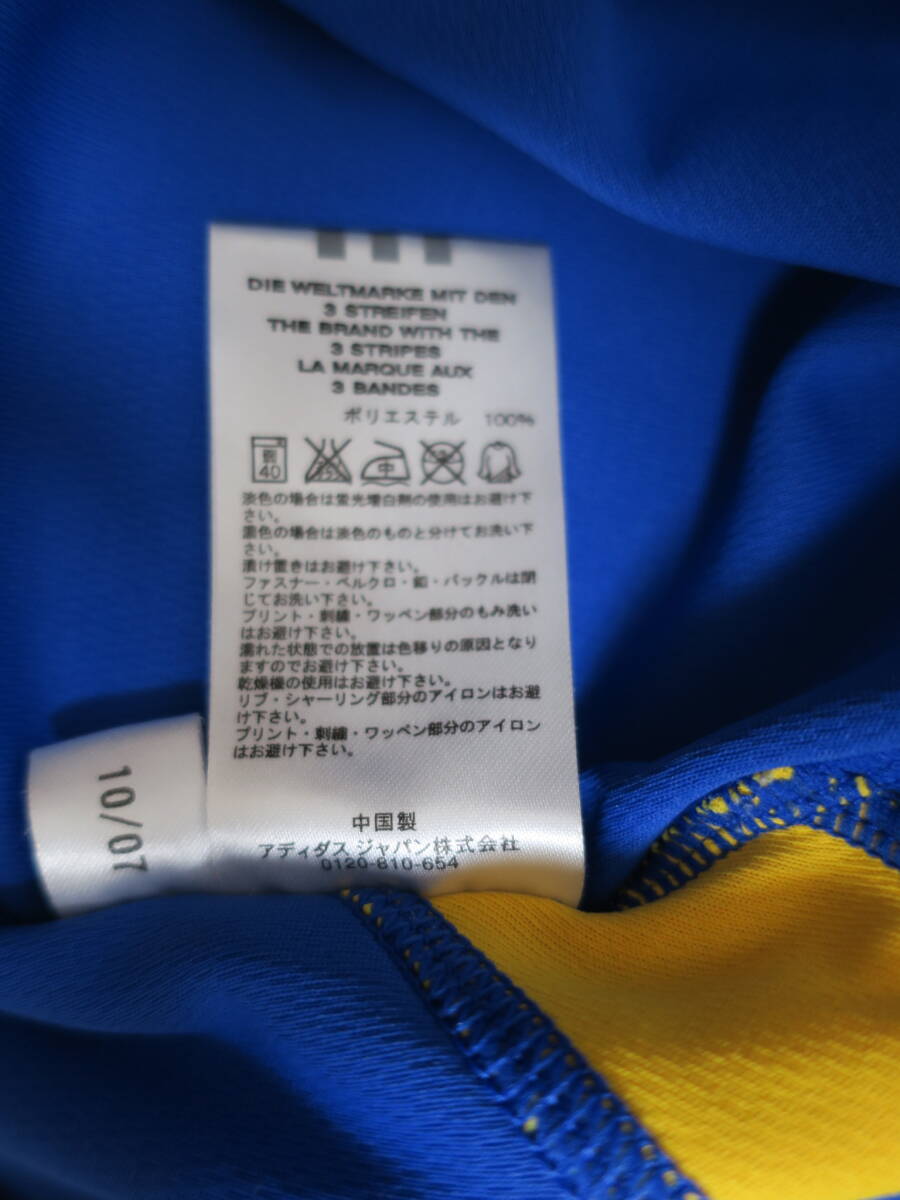 DIE WELTMARKE MIT DEN
3 STREIFEN
THE BRAND WITH THE
3 STRIPES
LA MARQUE AUX
3 BANDES
ポリエステル 100%
40
中
淡色の場合は蛍光増白剤の使用はお避け下
さい。
濃色の場合は淡色のものと分けてお洗い下
さい。
漬け置きはお避け下さい。
ファスナー・ベルクロ・釦・バックルは閉
じてお洗い下さい。
プリント・刺繍・ワッペン部分のもみ洗い
はお避け下さい。
濡れた状態での放置は色移りの原因となり
ますのでお避け下さい。
乾燥機の使用はお避け下さい。
リブ・シャーリング部分のアイロンはお避
け下さい。
プリント・刺繍・ワッペン部分のアイロン
はお避け下さい。
中国製
アディダス ジャパン株式会社
0120-810-654
10/07